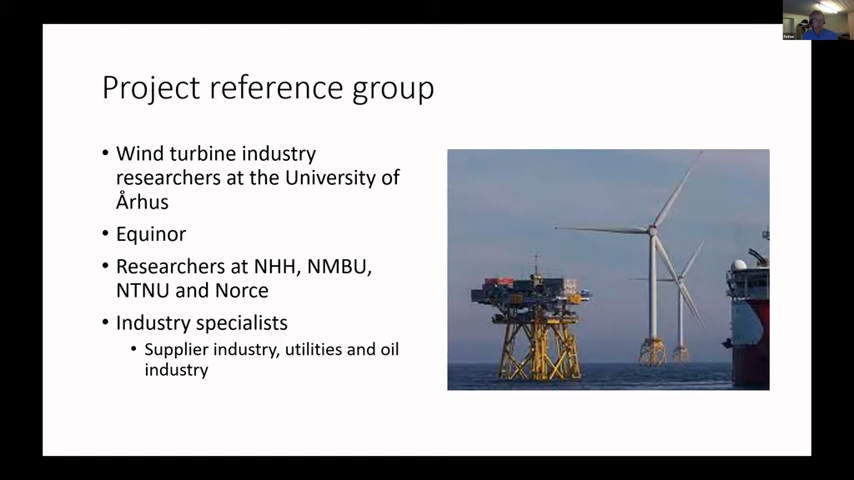 Project reference group
• Wind turbine industry
researchers at the University of
Århus
• Equinor
• Researchers at NHH, NMBU,
NTNU and Norce
• Industry specialists
• Supplier industry, utilities and oil
industry